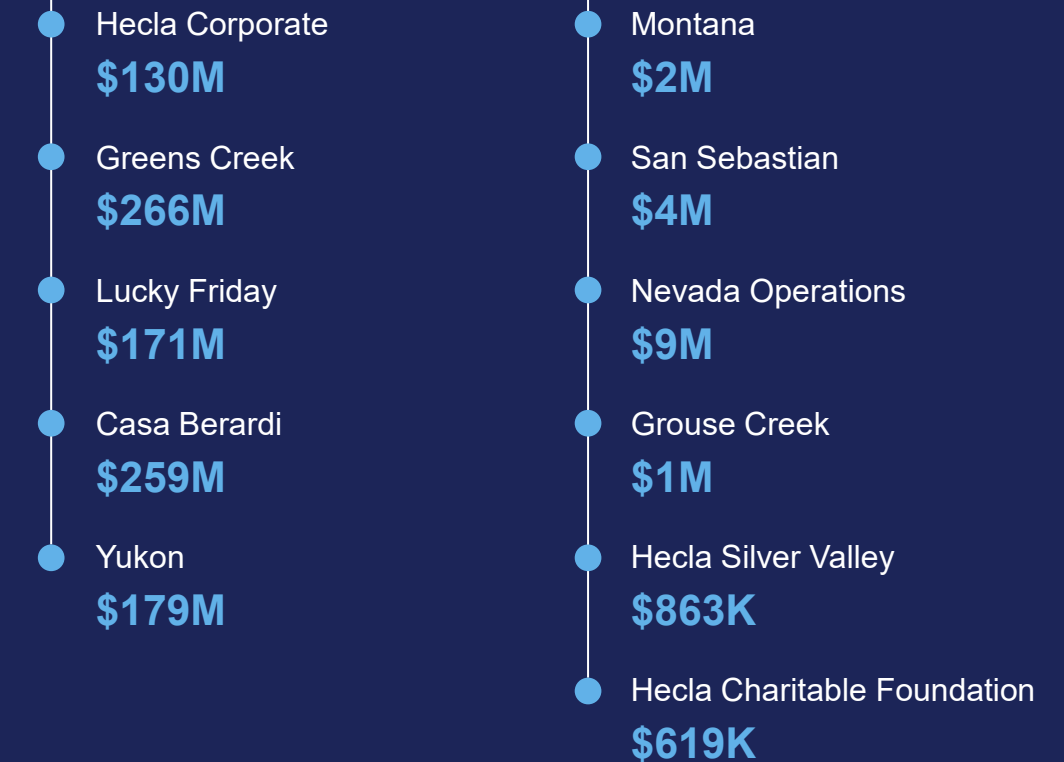 Hecla Corporate
$130M
Greens Creek
$266M
Lucky Friday
$171M
Casa Berardi
$259M
Yukon
$179M
Montana
$2M
San Sebastian
$4M
Nevada Operations
$9M
Grouse Creek
$1M
Hecla Silver Valley
$863K
Hecla Charitable Foundation
$619K